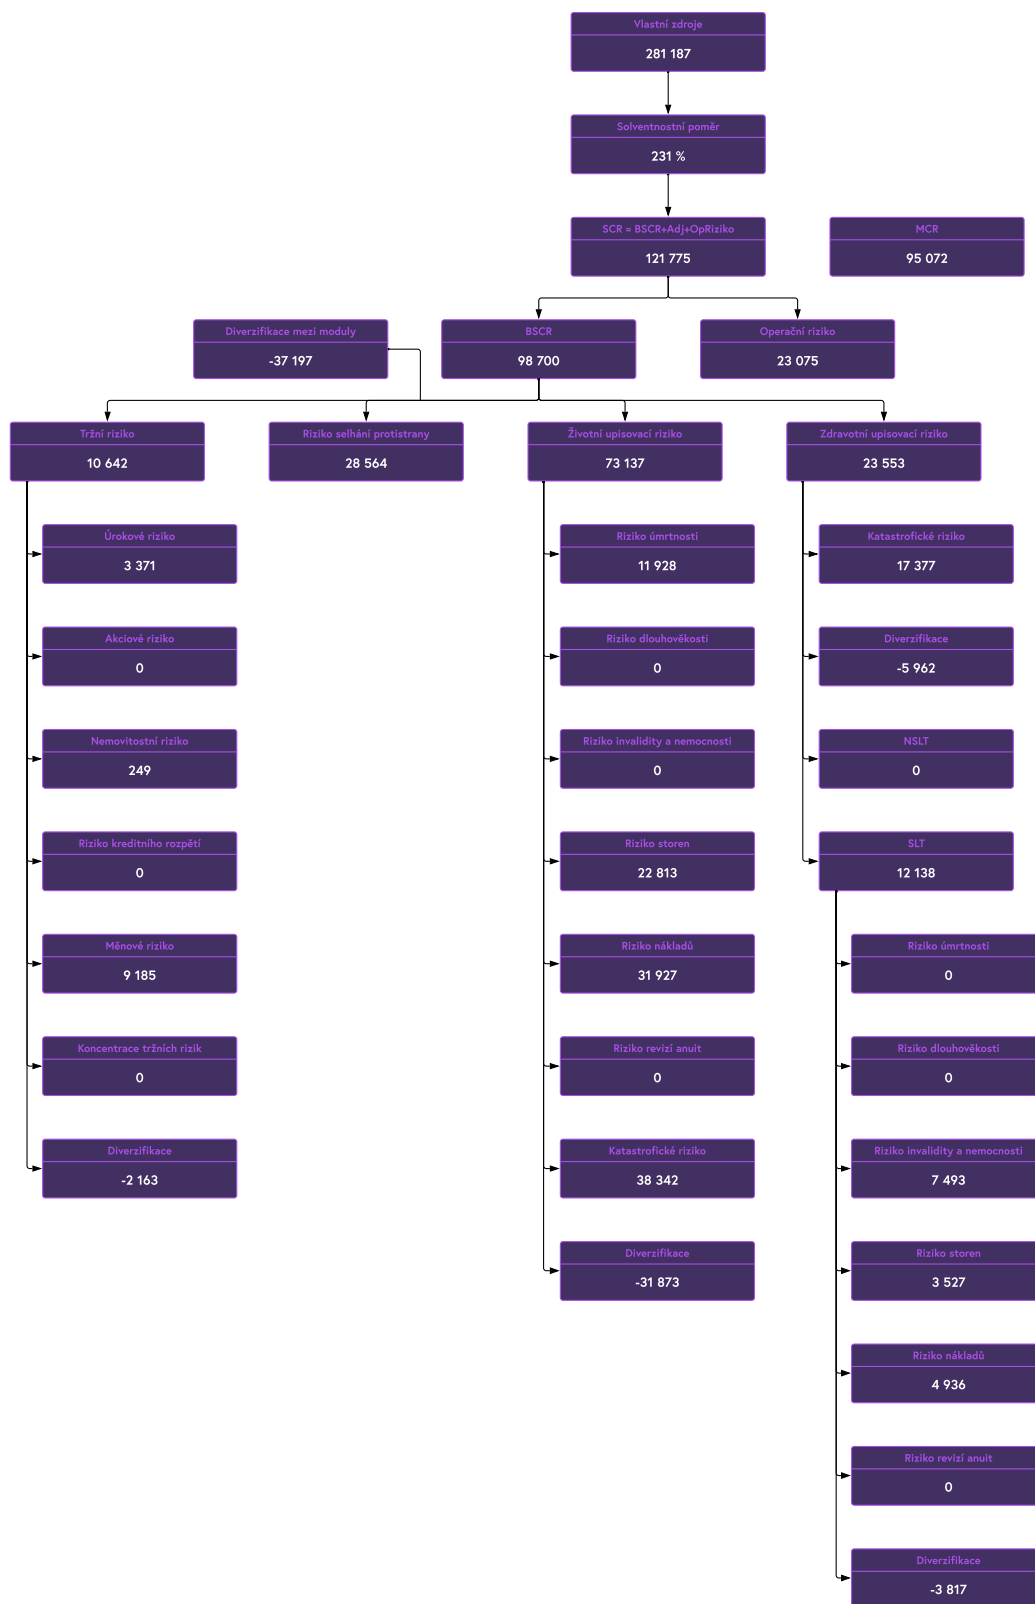 Vlastní zdroje
281 187
Solventnostní poměr
231 %
SCR = BSCR+Adj+OpRiziko
121 775
MCR
95 072
Diverzifikace mezi moduly
-37 197
BSCR
98 700
Operační riziko
23 075
Tržní riziko
10 642
Riziko selhání protistrany
28 564
Životní upisovací riziko
73 137
Zdravotní upisovací riziko
23 553
Úrokové riziko
3 371
Akciové riziko
0
Nemovitostní riziko
249
Riziko kreditního rozpětí
0
Měnové riziko
9 185
Koncentrace tržních rizik
0
Diverzifikace
-2 163
Riziko úmrtnosti
11 928
Riziko dlouhověkosti
0
Riziko invalidity a nemocnosti
0
Riziko storen
22 813
Riziko nákladů
31 927
Riziko revizí anuit
0
Katastrofické riziko
38 342
Diverzifikace
-31 873
Katastrofické riziko
17 377
Diverzifikace
-5 962
NSLT
0
SLT
12 138
Riziko úmrtnosti
0
Riziko dlouhověkosti
0
Riziko invalidity a nemocnosti
7 493
Riziko storen
3 527
Riziko nákladů
4 936
Riziko revizí anuit
0
Diverzifikace
-3 817